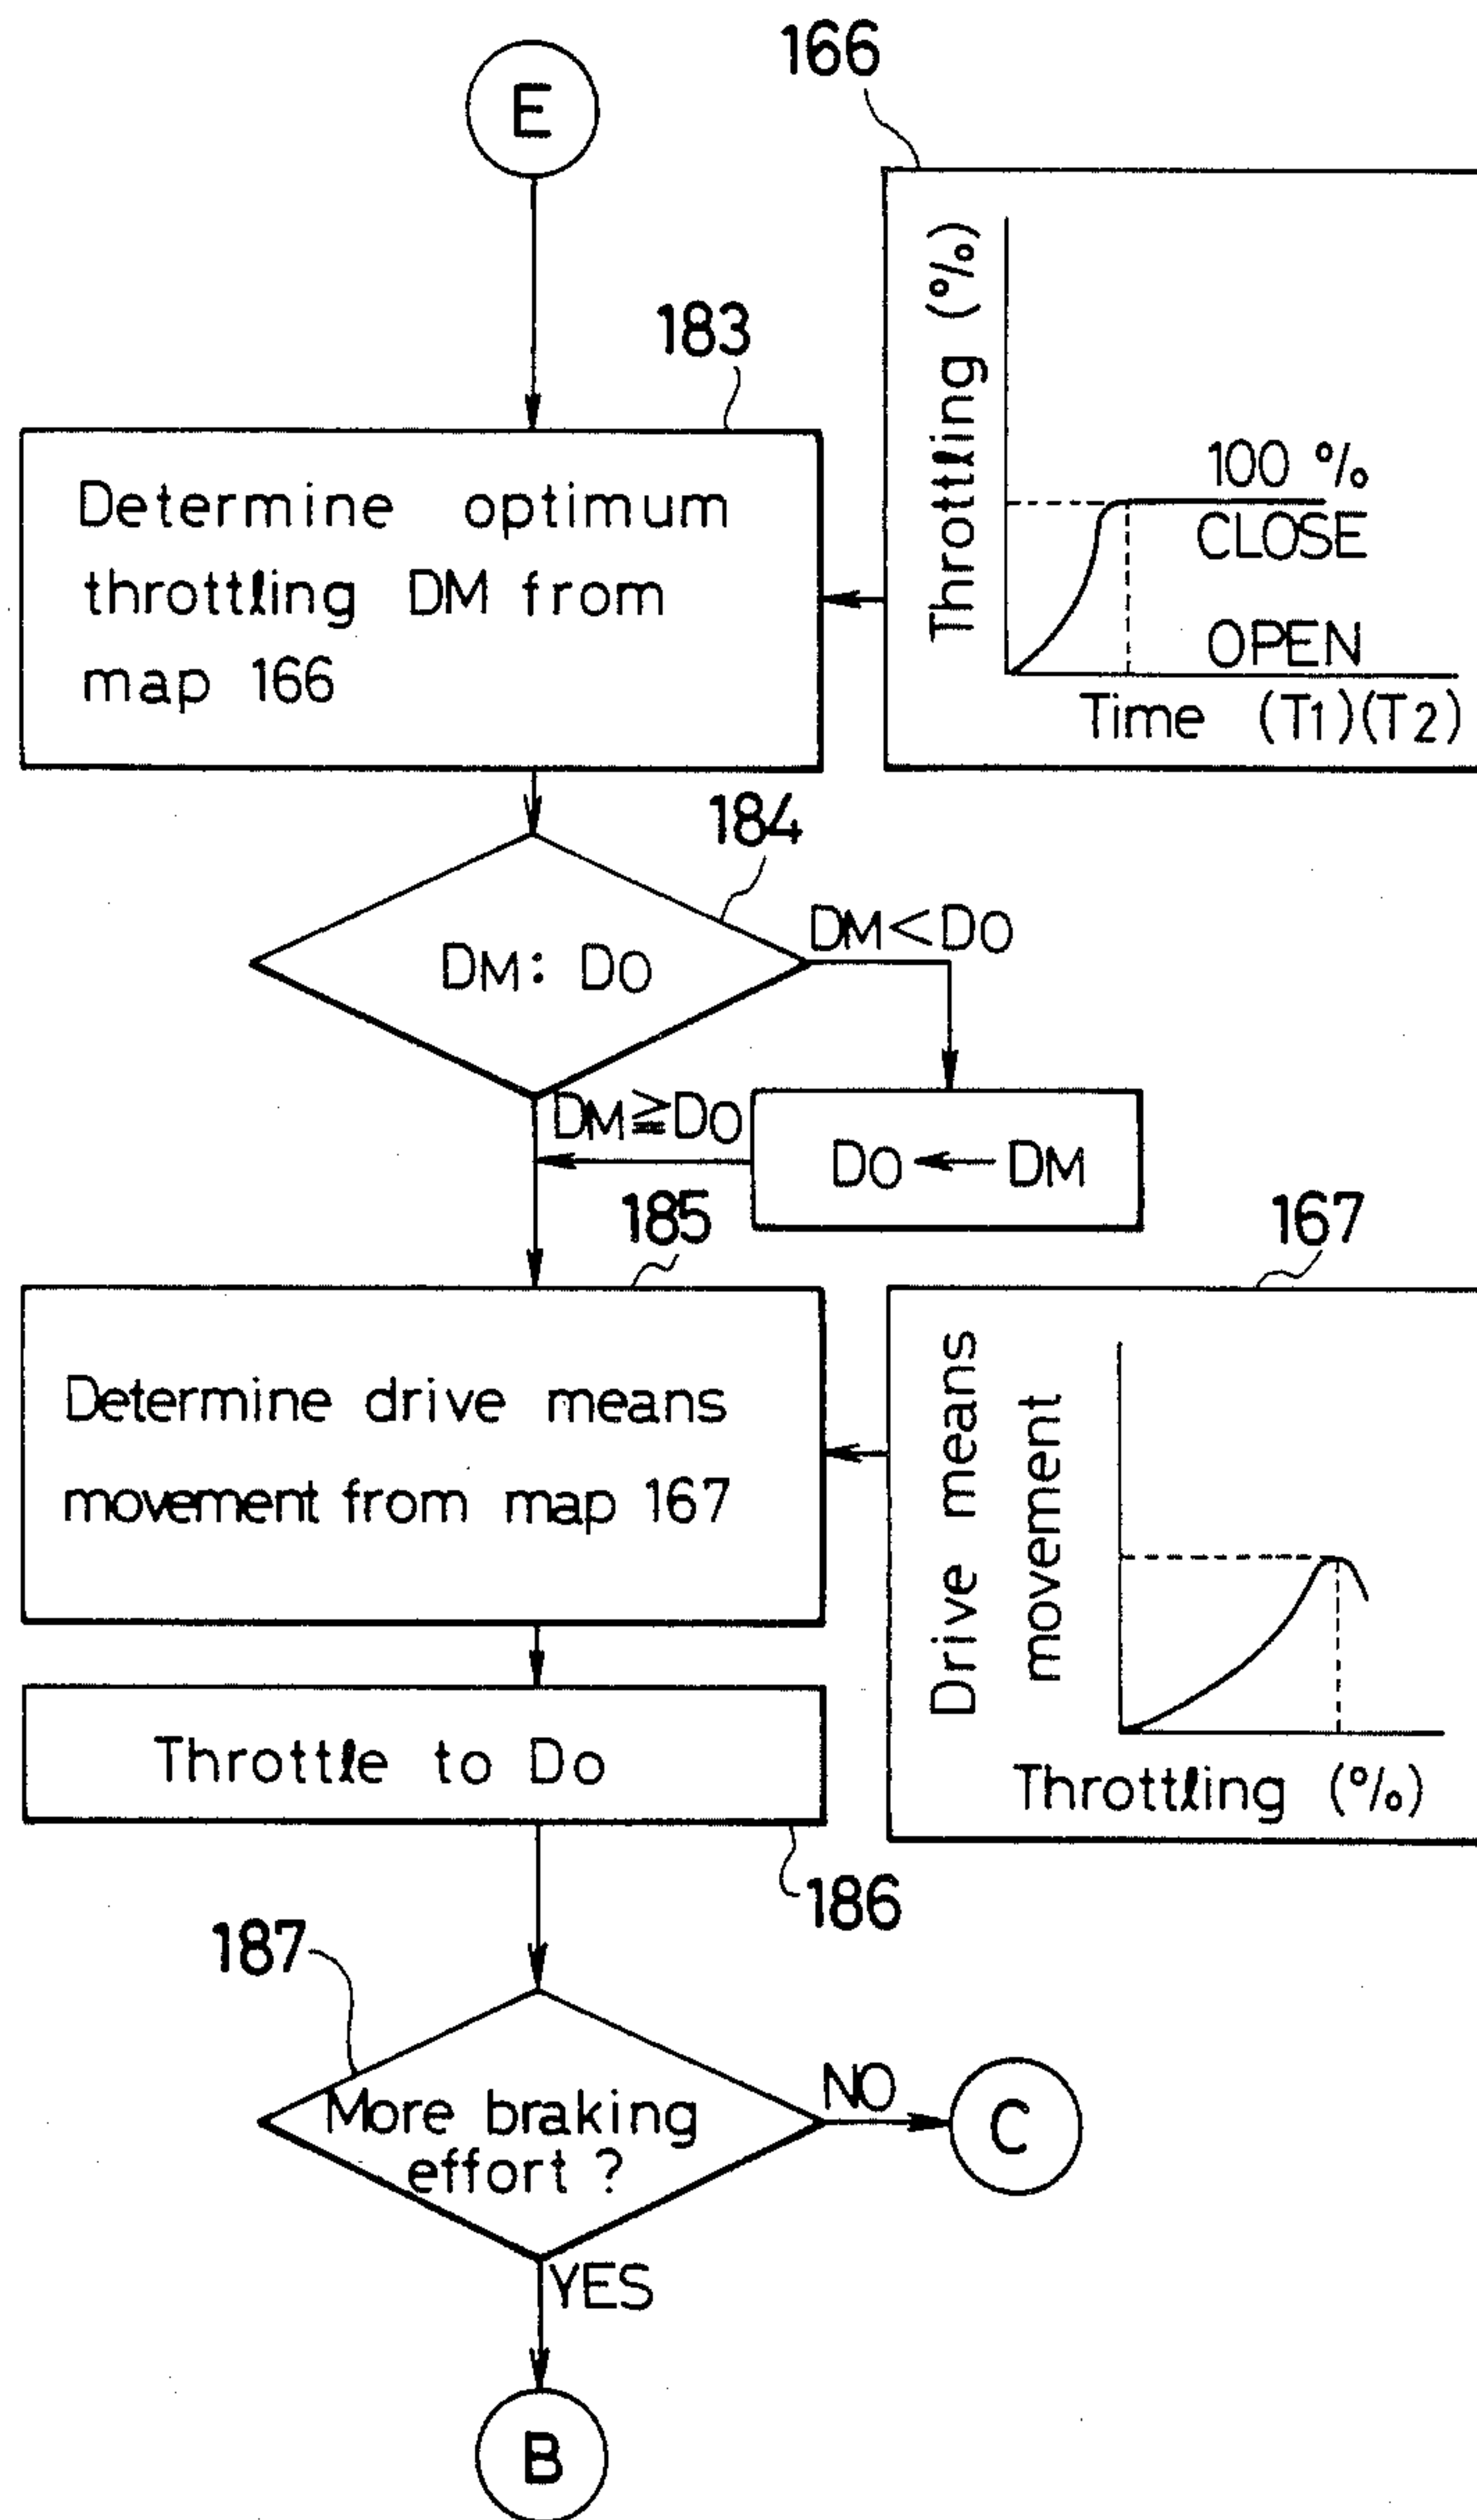 E
166
183
Throttling (%)
100 %
CLOSE
OPEN
Time (T1)(T2)
Determine optimum
throttling DM from
map 166
184
DM: DO
DM<DO
DM≧DO
DO ← DM
185
167
Determine drive means
movement from map 167
Drive means
movement
Throttling (%)
Throttle to Do
186
187
More braking
effort ?
NO
C
YES
B